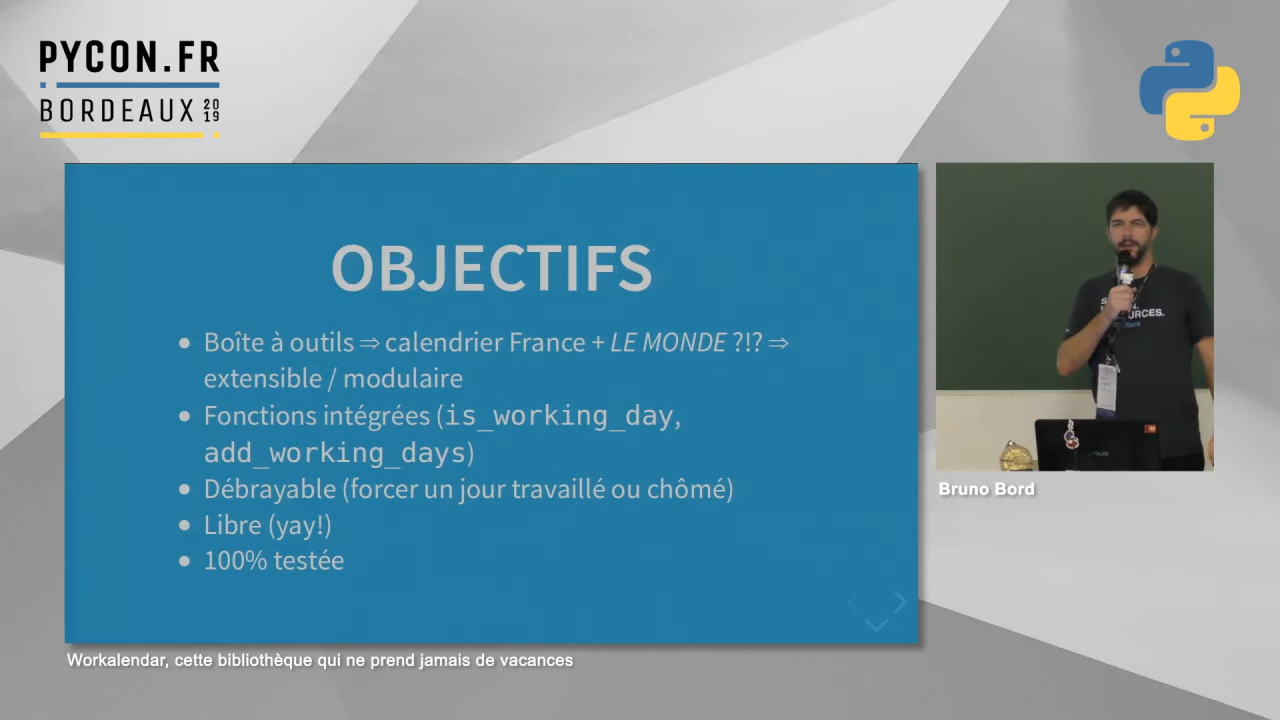 PYCON.FR
BORDEAUX 2019
OBJECTIFS
• Boîte à outils ⇒ calendrier France + LE MONDE ?!? ⇒
extensible / modulaire
• Fonctions intégrées (is_working_day,
add_working_days)
• Débrayable (forcer un jour travaillé ou chômé)
• Libre (yay!)
• 100% testée
Bruno Bord
Workalendar, cette bibliothèque qui ne prend jamais de vacances